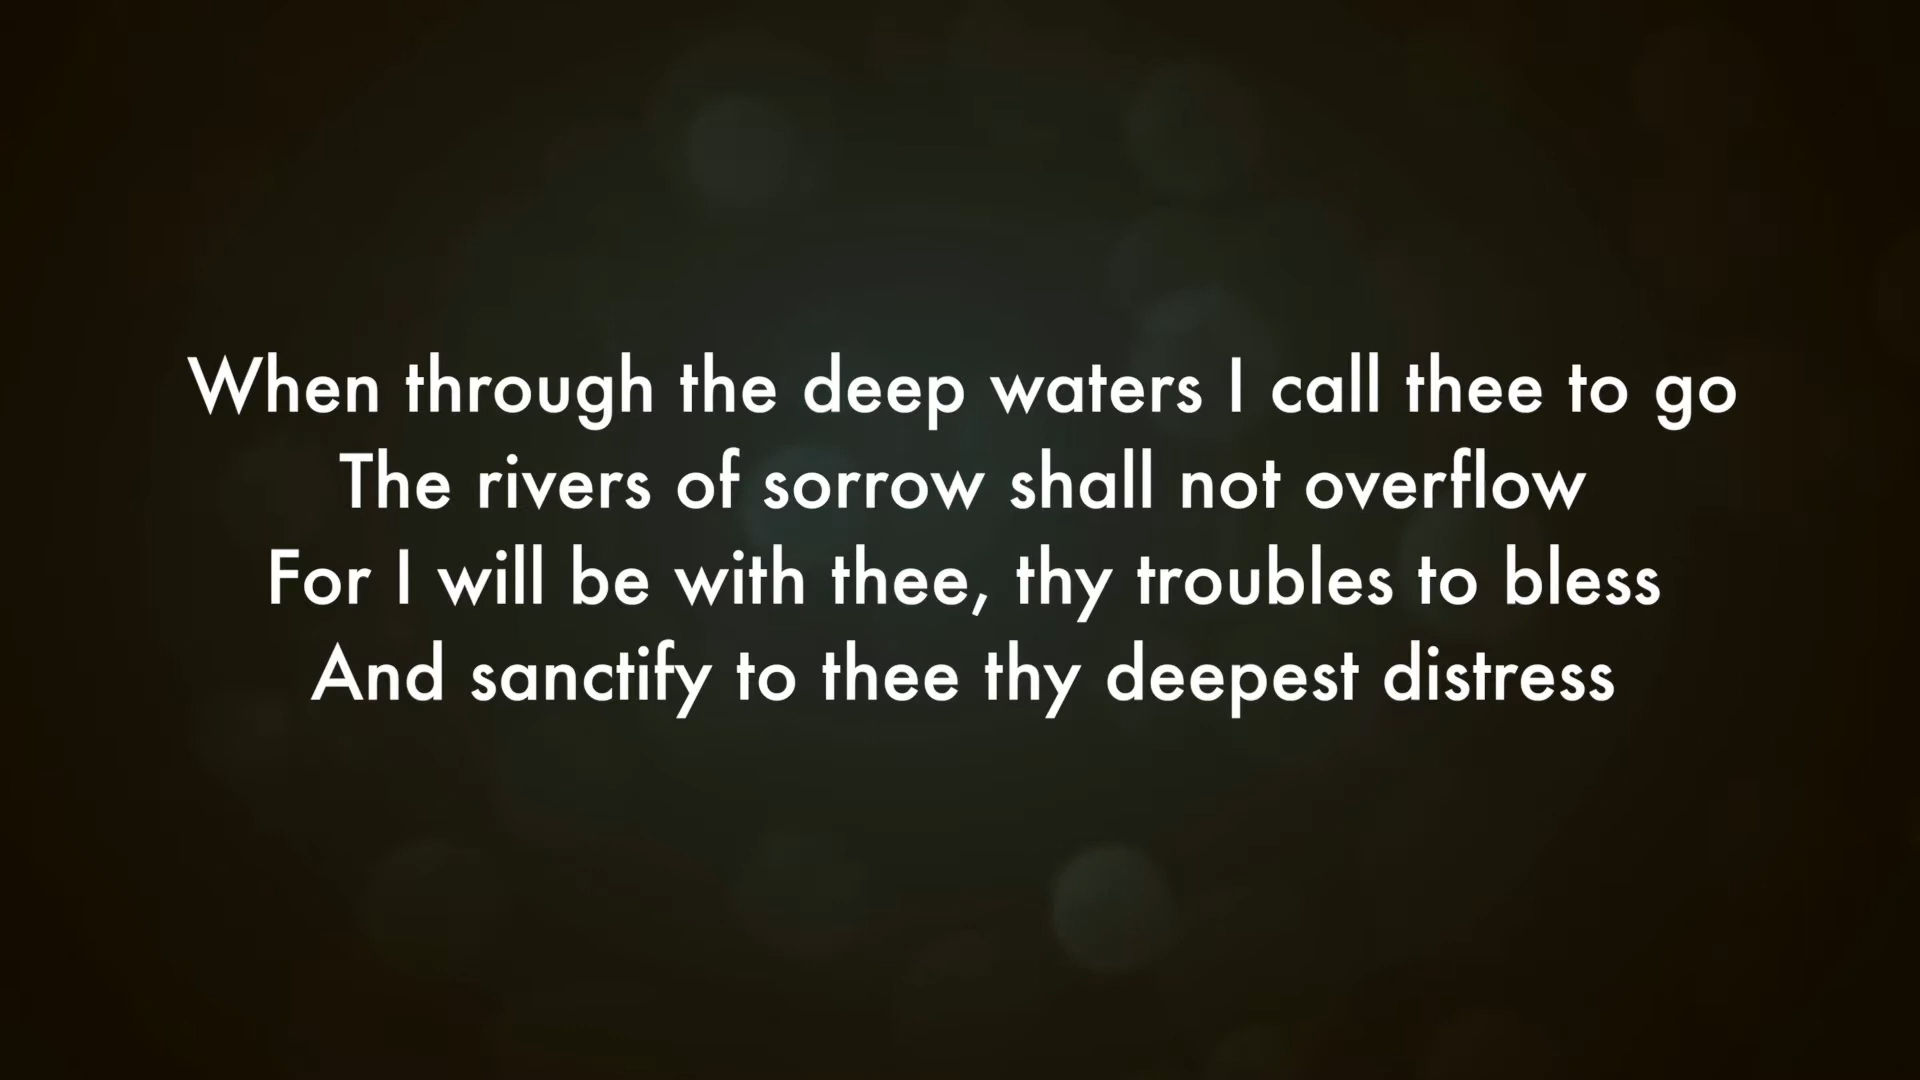 When through the deep waters I call thee to go
The rivers of sorrow shall not overflow
For I will be with thee, thy troubles to bless
And sanctify to thee thy deepest distress